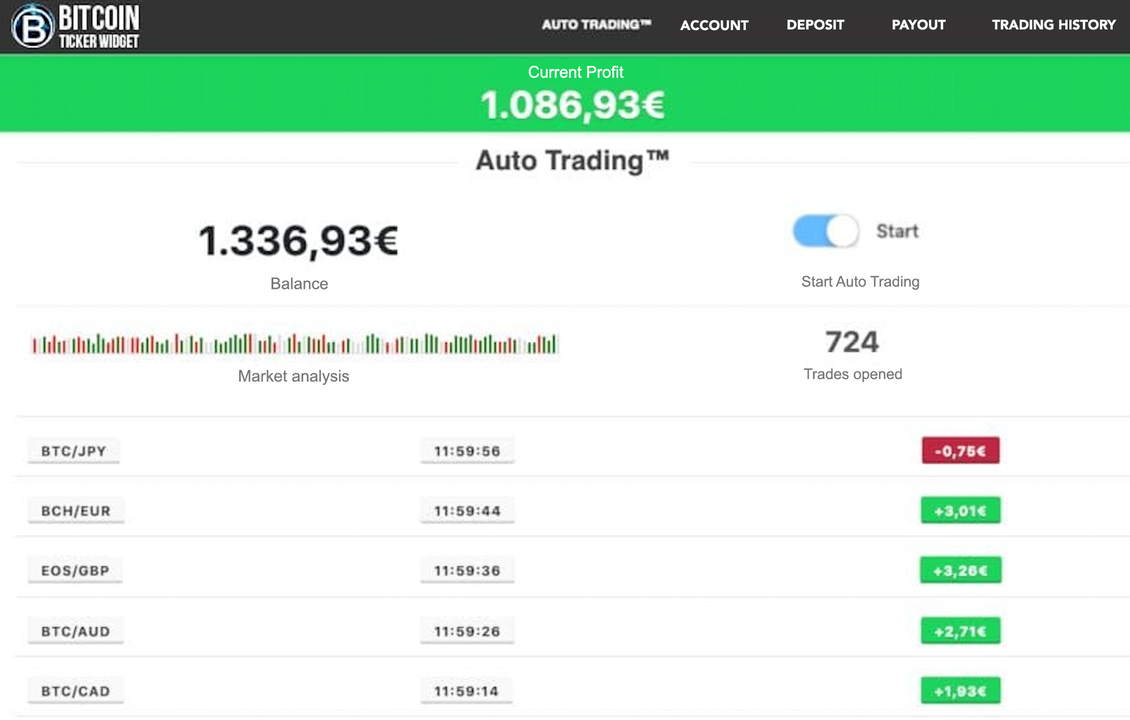 BITCOIN
TICKER WIDGET
AUTO TRADING™ ACCOUNT DEPOSIT PAYOUT TRADING HISTORY
Current Profit
1.086,93€
Auto Trading™
1.336,93€
Start
Balance
Start Auto Trading
724
Market analysis
Trades opened
BTC/JPY 11:59:56 -0,75€
BCH/EUR 11:59:44 +3,01€
EOS/GBP 11:59:36 +3,26€
BTC/AUD 11:59:26 +2,71€
BTC/CAD 11:59:14 +1,93€